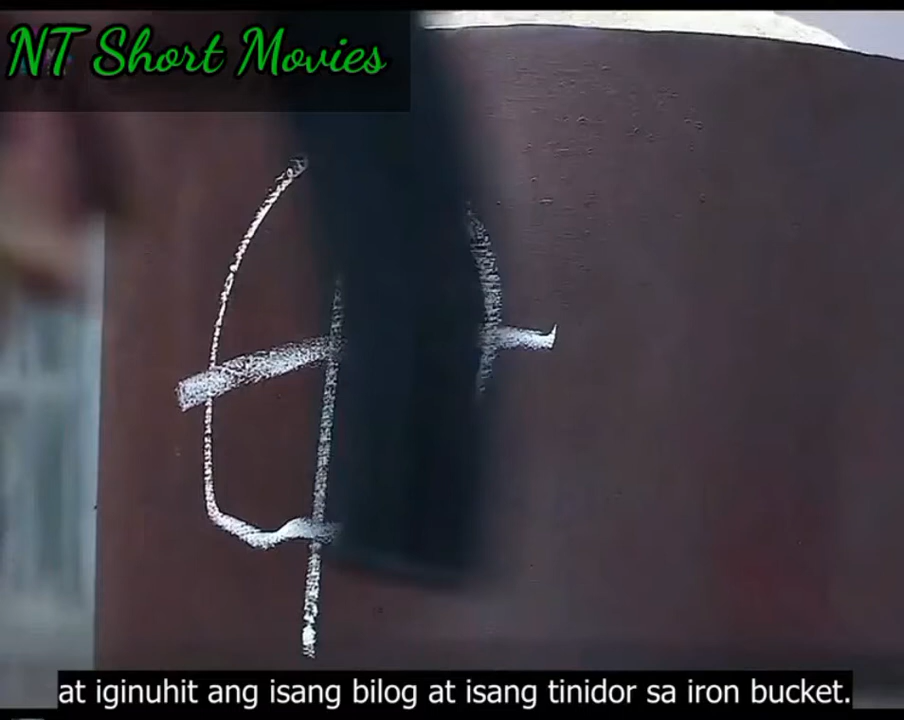 NT Short Movies
at iginuhit ang isang bilog at isang tinidor sa iron bucket.